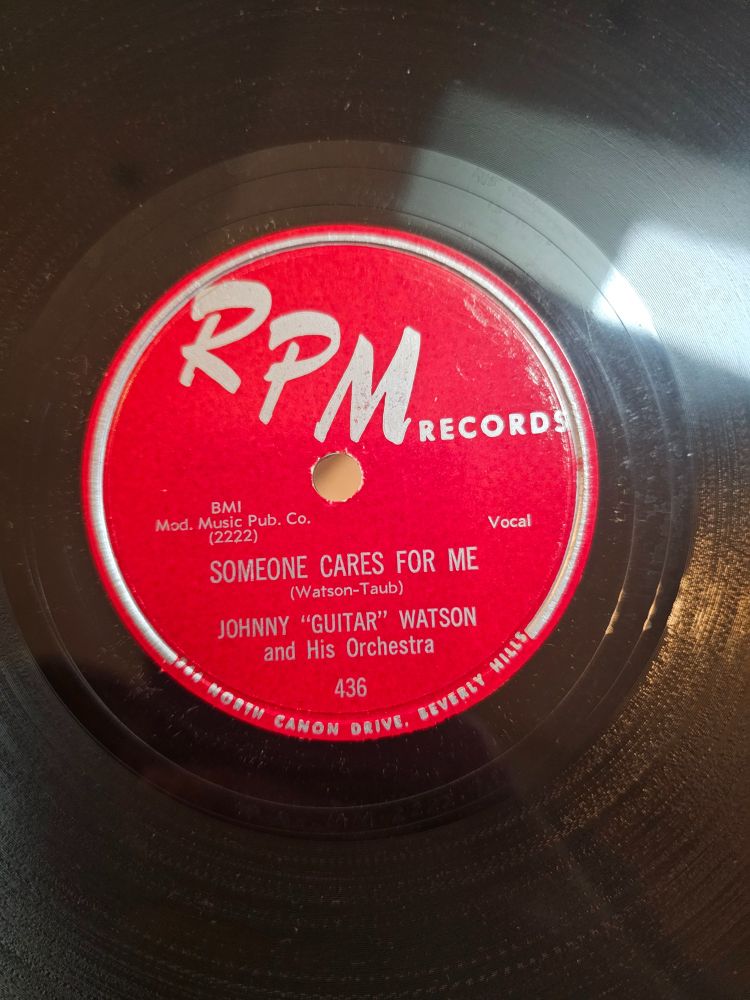 RPM RECORDS
BMI
Mod. Music Pub. Co.
(2222)
Vocal
SOMEONE CARES FOR ME
(Watson-Taub)
JOHNNY "GUITAR" WATSON
and His Orchestra
436
NORTH CANON DRIVE, BEVERLY HILLS